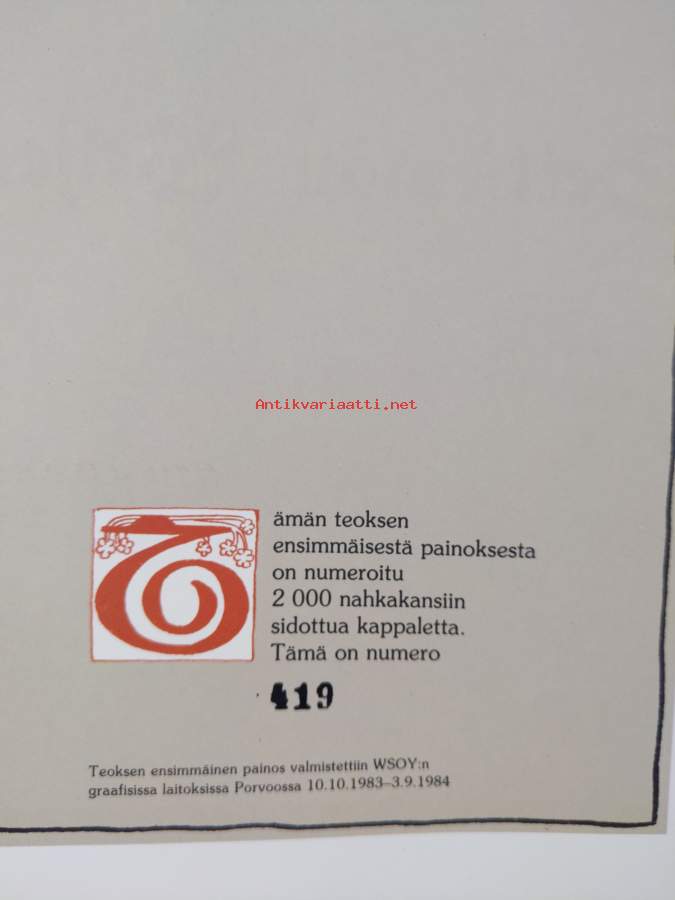 Antikvariaatti.net
T
ämän teoksen
ensimmäisestä painoksesta
on numeroitu
2 000 nahkakansiin
sidottua kappaletta.
Tämä on numero
419
Teoksen ensimmäinen painos valmistettiin WSOY:n
graafisissa laitoksissa Porvoossa 10.10.1983–3.9.1984